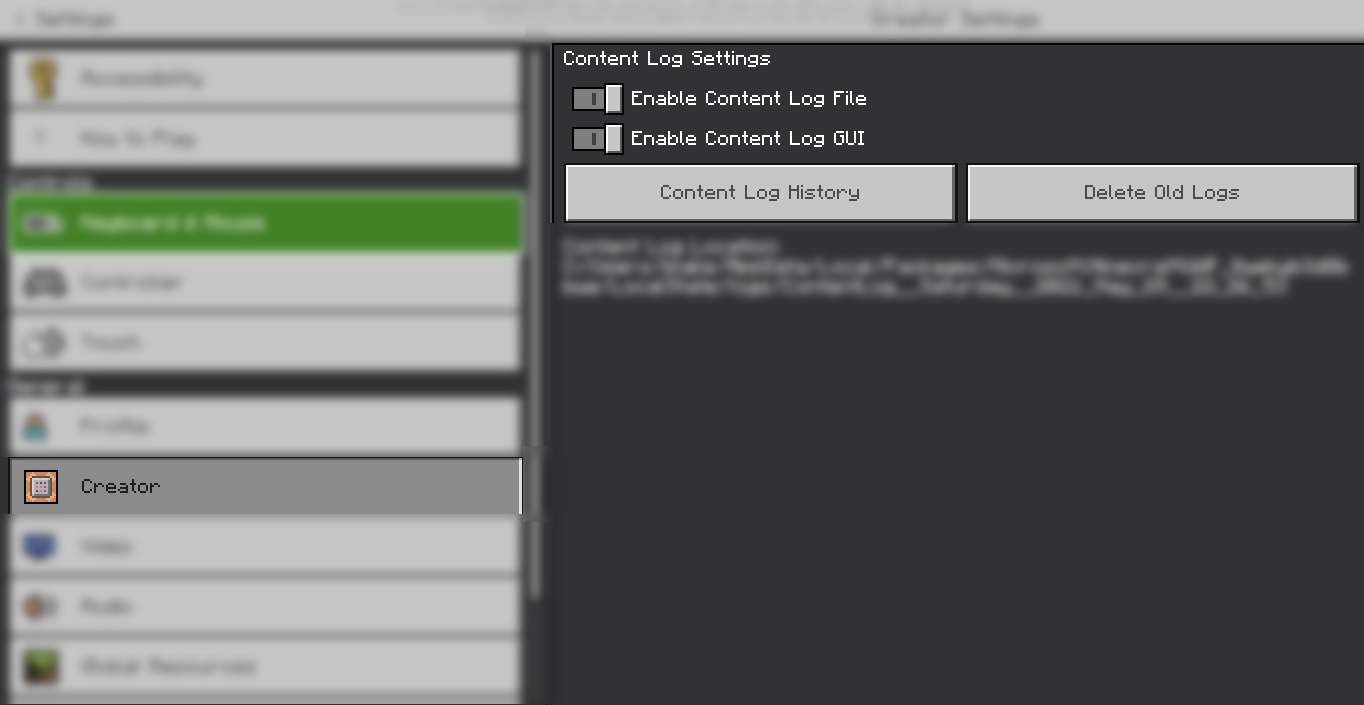 Settings
Creator Settings
Accessibility
How to Play
Controls
Keyboard & Mouse
Controller
Touch
General
Profile
Creator
Video
Audio
Global Resources
Content Log Settings
Enable Content Log File
Enable Content Log GUI
Content Log History
Delete Old Logs
Content Log Location: